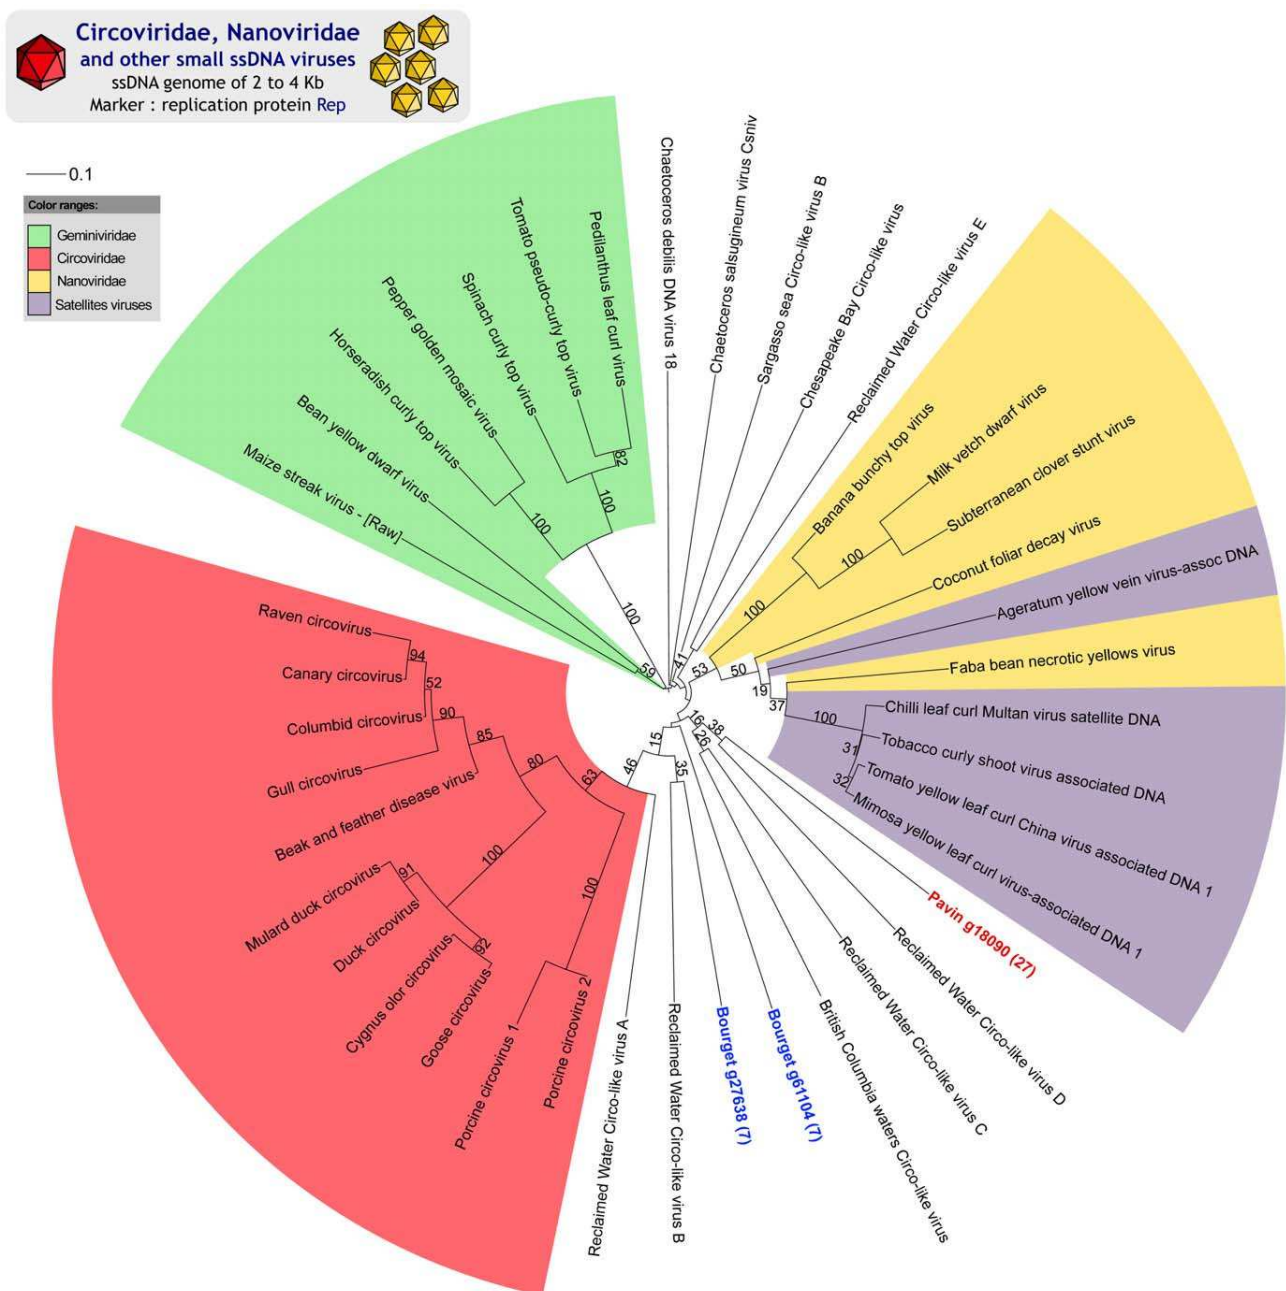 Circoviridae, Nanoviridae
and other small ssDNA viruses
ssDNA genome of 2 to 4 Kb
Marker : replication protein Rep
0.1
Color ranges:
Geminiviridae
Circoviridae
Nanoviridae
Satellites viruses
Maize streak virus - [Raw]
Bean yellow dwarf virus
Horseradish curly top virus
Pepper golden mosaic virus
Spinach curly top virus
Tomato pseudo-curly top virus
Pedilanthus leaf curl virus
82
100
100
100
59
Chaetoceros debilis DNA virus 18
Chaetoceros salsugineum virus Csniv
Sargasso sea Circo-like virus B
Chesapeake Bay Circo-like virus
Reclaimed Water Circo-like virus E
41
53
Banana bunchy top virus
Milk vetch dwarf virus
Subterranean clover stunt virus
100
100
Coconut foliar decay virus
50
Ageratum yellow vein virus-assoc DNA
19
Faba bean necrotic yellows virus
37
Chilli leaf curl Multan virus satellite DNA
100
Tobacco curly shoot virus associated DNA
31
Tomato yellow leaf curl China virus associated DNA 1
32
Mimosa yellow leaf curl virus-associated DNA 1
Pavin g18090 (27)
Reclaimed Water Circo-like virus D
Reclaimed Water Circo-like virus C
British Columbia waters Circo-like virus
Bourget g61104 (7)
Bourget g27638 (7)
Reclaimed Water Circo-like virus B
Reclaimed Water Circo-like virus A
16
38
26
15
35
46
63
Porcine circovirus 2
Porcine circovirus 1
100
Goose circovirus
Cygnus olor circovirus
92
Duck circovirus
Mulard duck circovirus
91
100
80
Beak and feather disease virus
85
Gull circovirus
90
Columbid circovirus
52
Canary circovirus
94
Raven circovirus